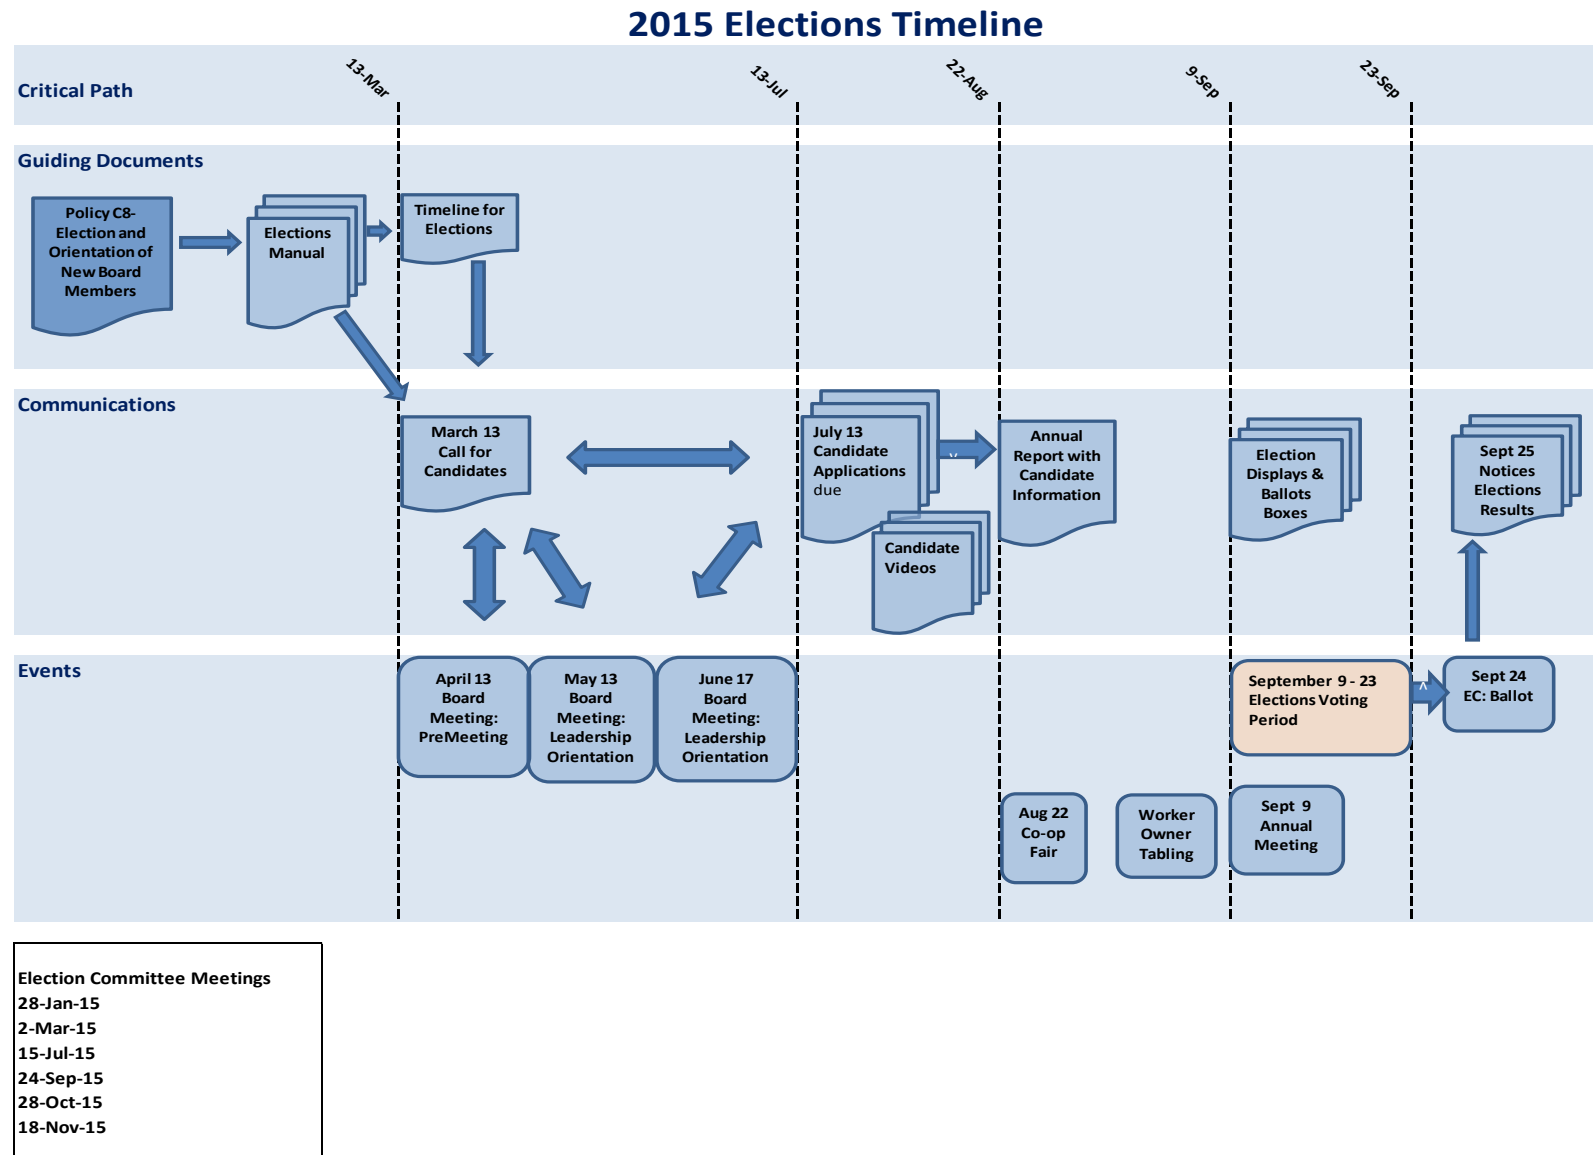 2015 Elections Timeline
Critical Path
13-Mar
13-Jul
22-Aug
9-Sep
23-Sep
Guiding Documents
Policy C8-
Election and
Orientation of
New Board
Members
Elections
Manual
Timeline for
Elections
Communications
March 13
Call for
Candidates
July 13
Candidate
Applications
due
v
Candidate
Videos
Annual
Report with
Candidate
Information
Election
Displays &
Ballots
Boxes
Sept 25
Notices
Elections
Results
Events
April 13
Board
Meeting:
PreMeeting
May 13
Board
Meeting:
Leadership
Orientation
June 17
Board
Meeting:
Leadership
Orientation
September 9 - 23
Elections Voting
Period
^
Sept 24
EC: Ballot
Aug 22
Co-op
Fair
Worker
Owner
Tabling
Sept 9
Annual
Meeting
Election Committee Meetings
28-Jan-15
2-Mar-15
15-Jul-15
24-Sep-15
28-Oct-15
18-Nov-15